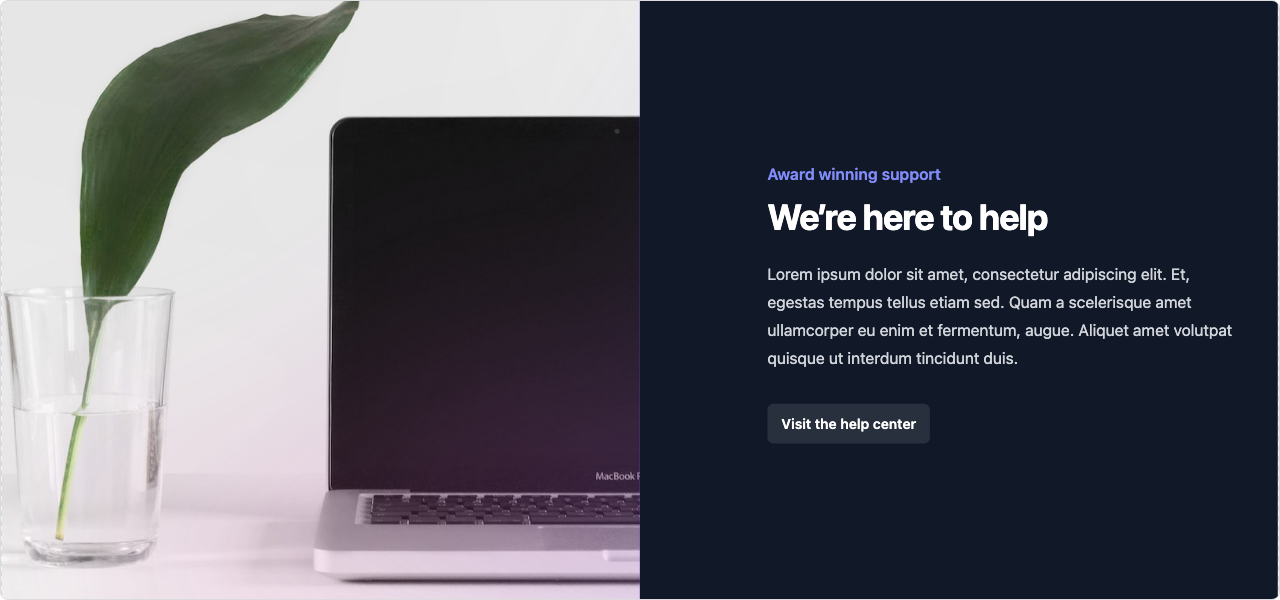 Award winning support
We're here to help
Lorem ipsum dolor sit amet, consectetur adipiscing elit. Et,
egestas tempus tellus etiam sed. Quam a scelerisque amet
ullamcorper eu enim et fermentum, augue. Aliquet amet volutpat
quisque ut interdum tincidunt duis.
Visit the help center
MacBook